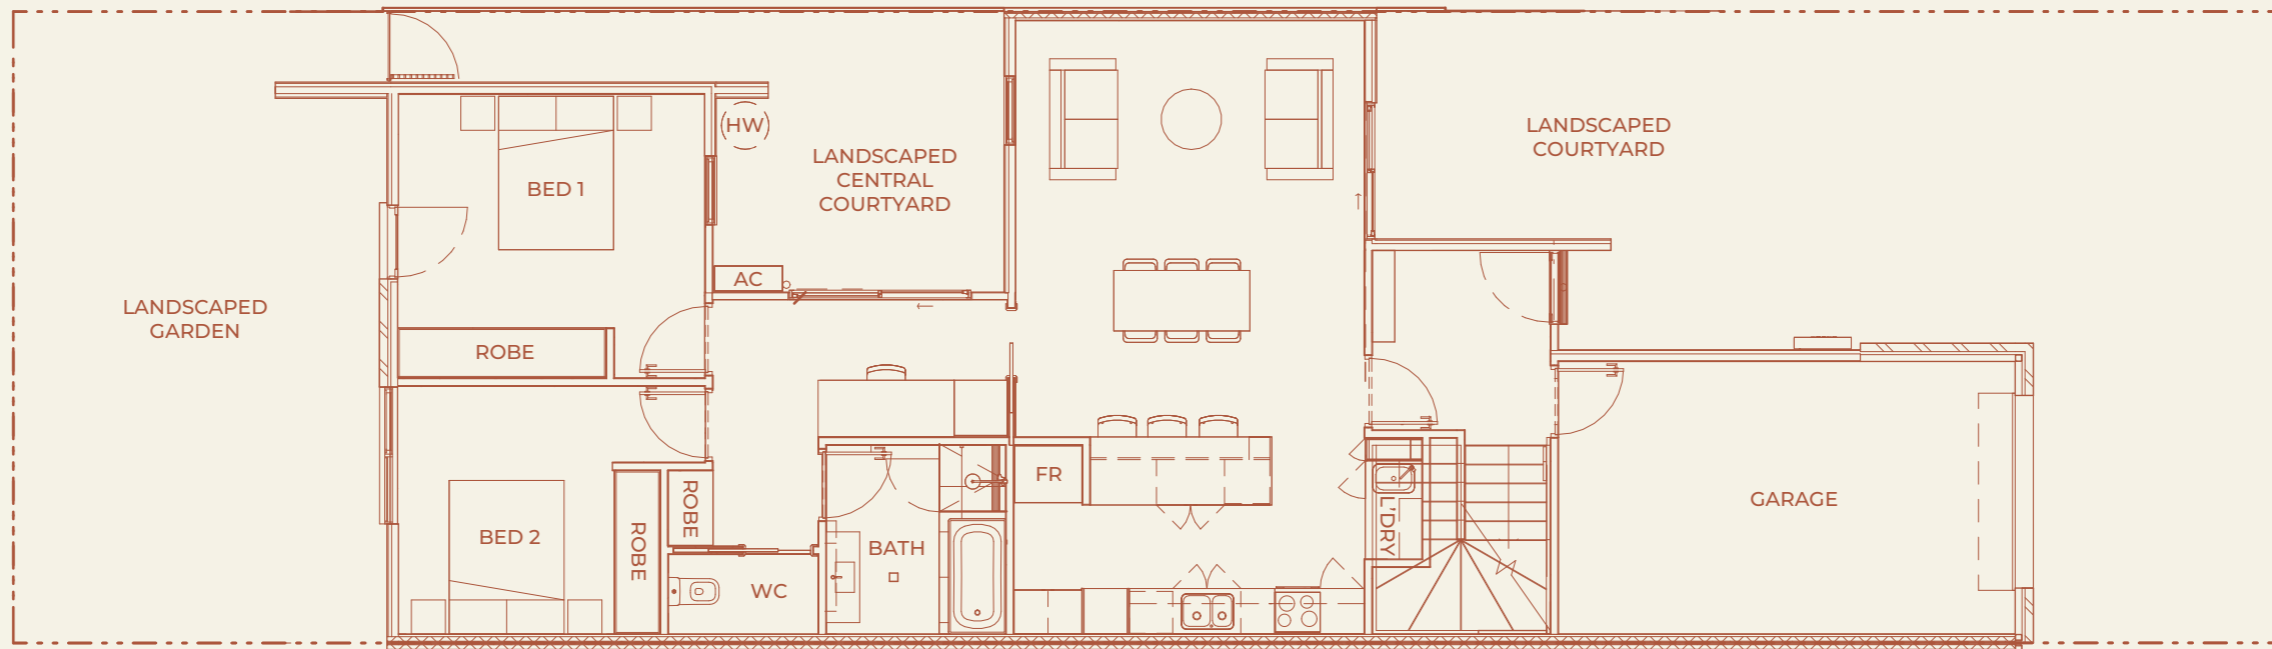 LANDSCAPED
GARDEN
BED 1
ROBE
BED 2
ROBE
ROBE
WC
BATH
HW
AC
LANDSCAPED
CENTRAL
COURTYARD
FR
L'DRY
LANDSCAPED
COURTYARD
GARAGE